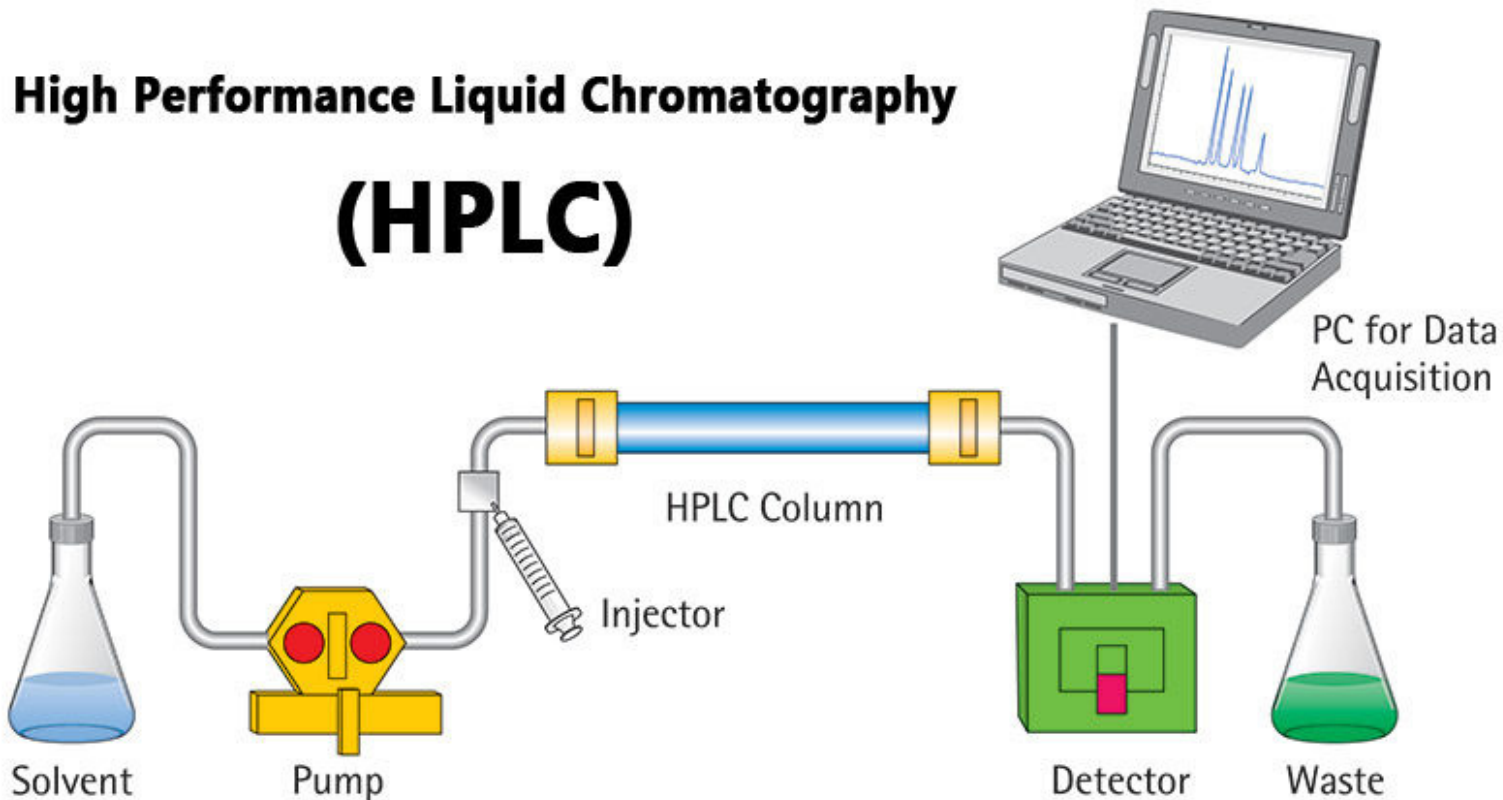 High Performance Liquid Chromatography
(HPLC)
PC for Data
Acquisition
HPLC Column
Injector
Solvent
Pump
Detector
Waste